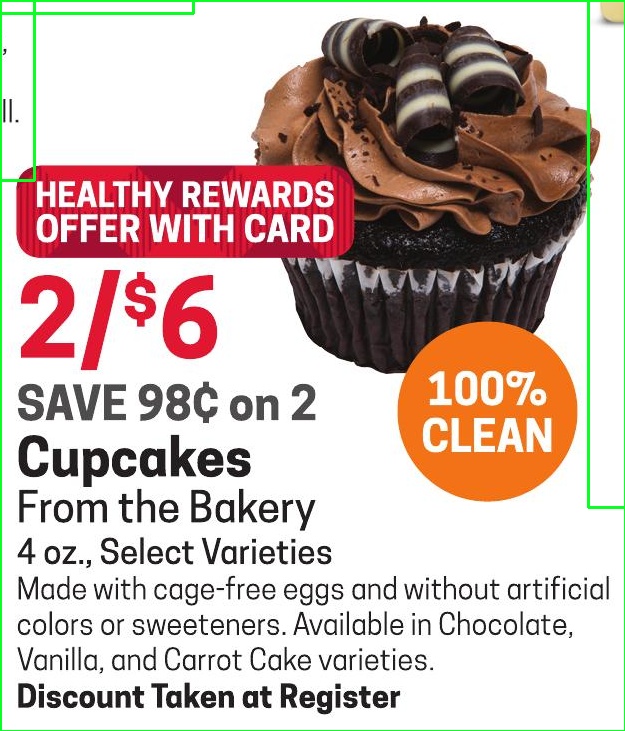 ,
ll.
HEALTHY REWARDS
OFFER WITH CARD
2/$6
SAVE 98¢ on 2
100%
CLEAN
Cupcakes
From the Bakery
4 oz., Select Varieties
Made with cage-free eggs and without artificial
colors or sweeteners. Available in Chocolate,
Vanilla, and Carrot Cake varieties.
Discount Taken at Register